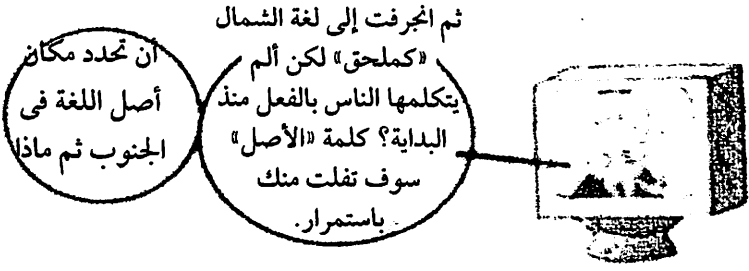 أن تحدد مكان
أصل اللغة فى
الجنوب ثم ماذا
ثم انجرفت إلى لغة الشمال
«كملحق» لكن ألم
يتكلمها الناس بالفعل منذ
البداية؟ كلمة «الأصل»
سوف تفلت منك
باستمرار.